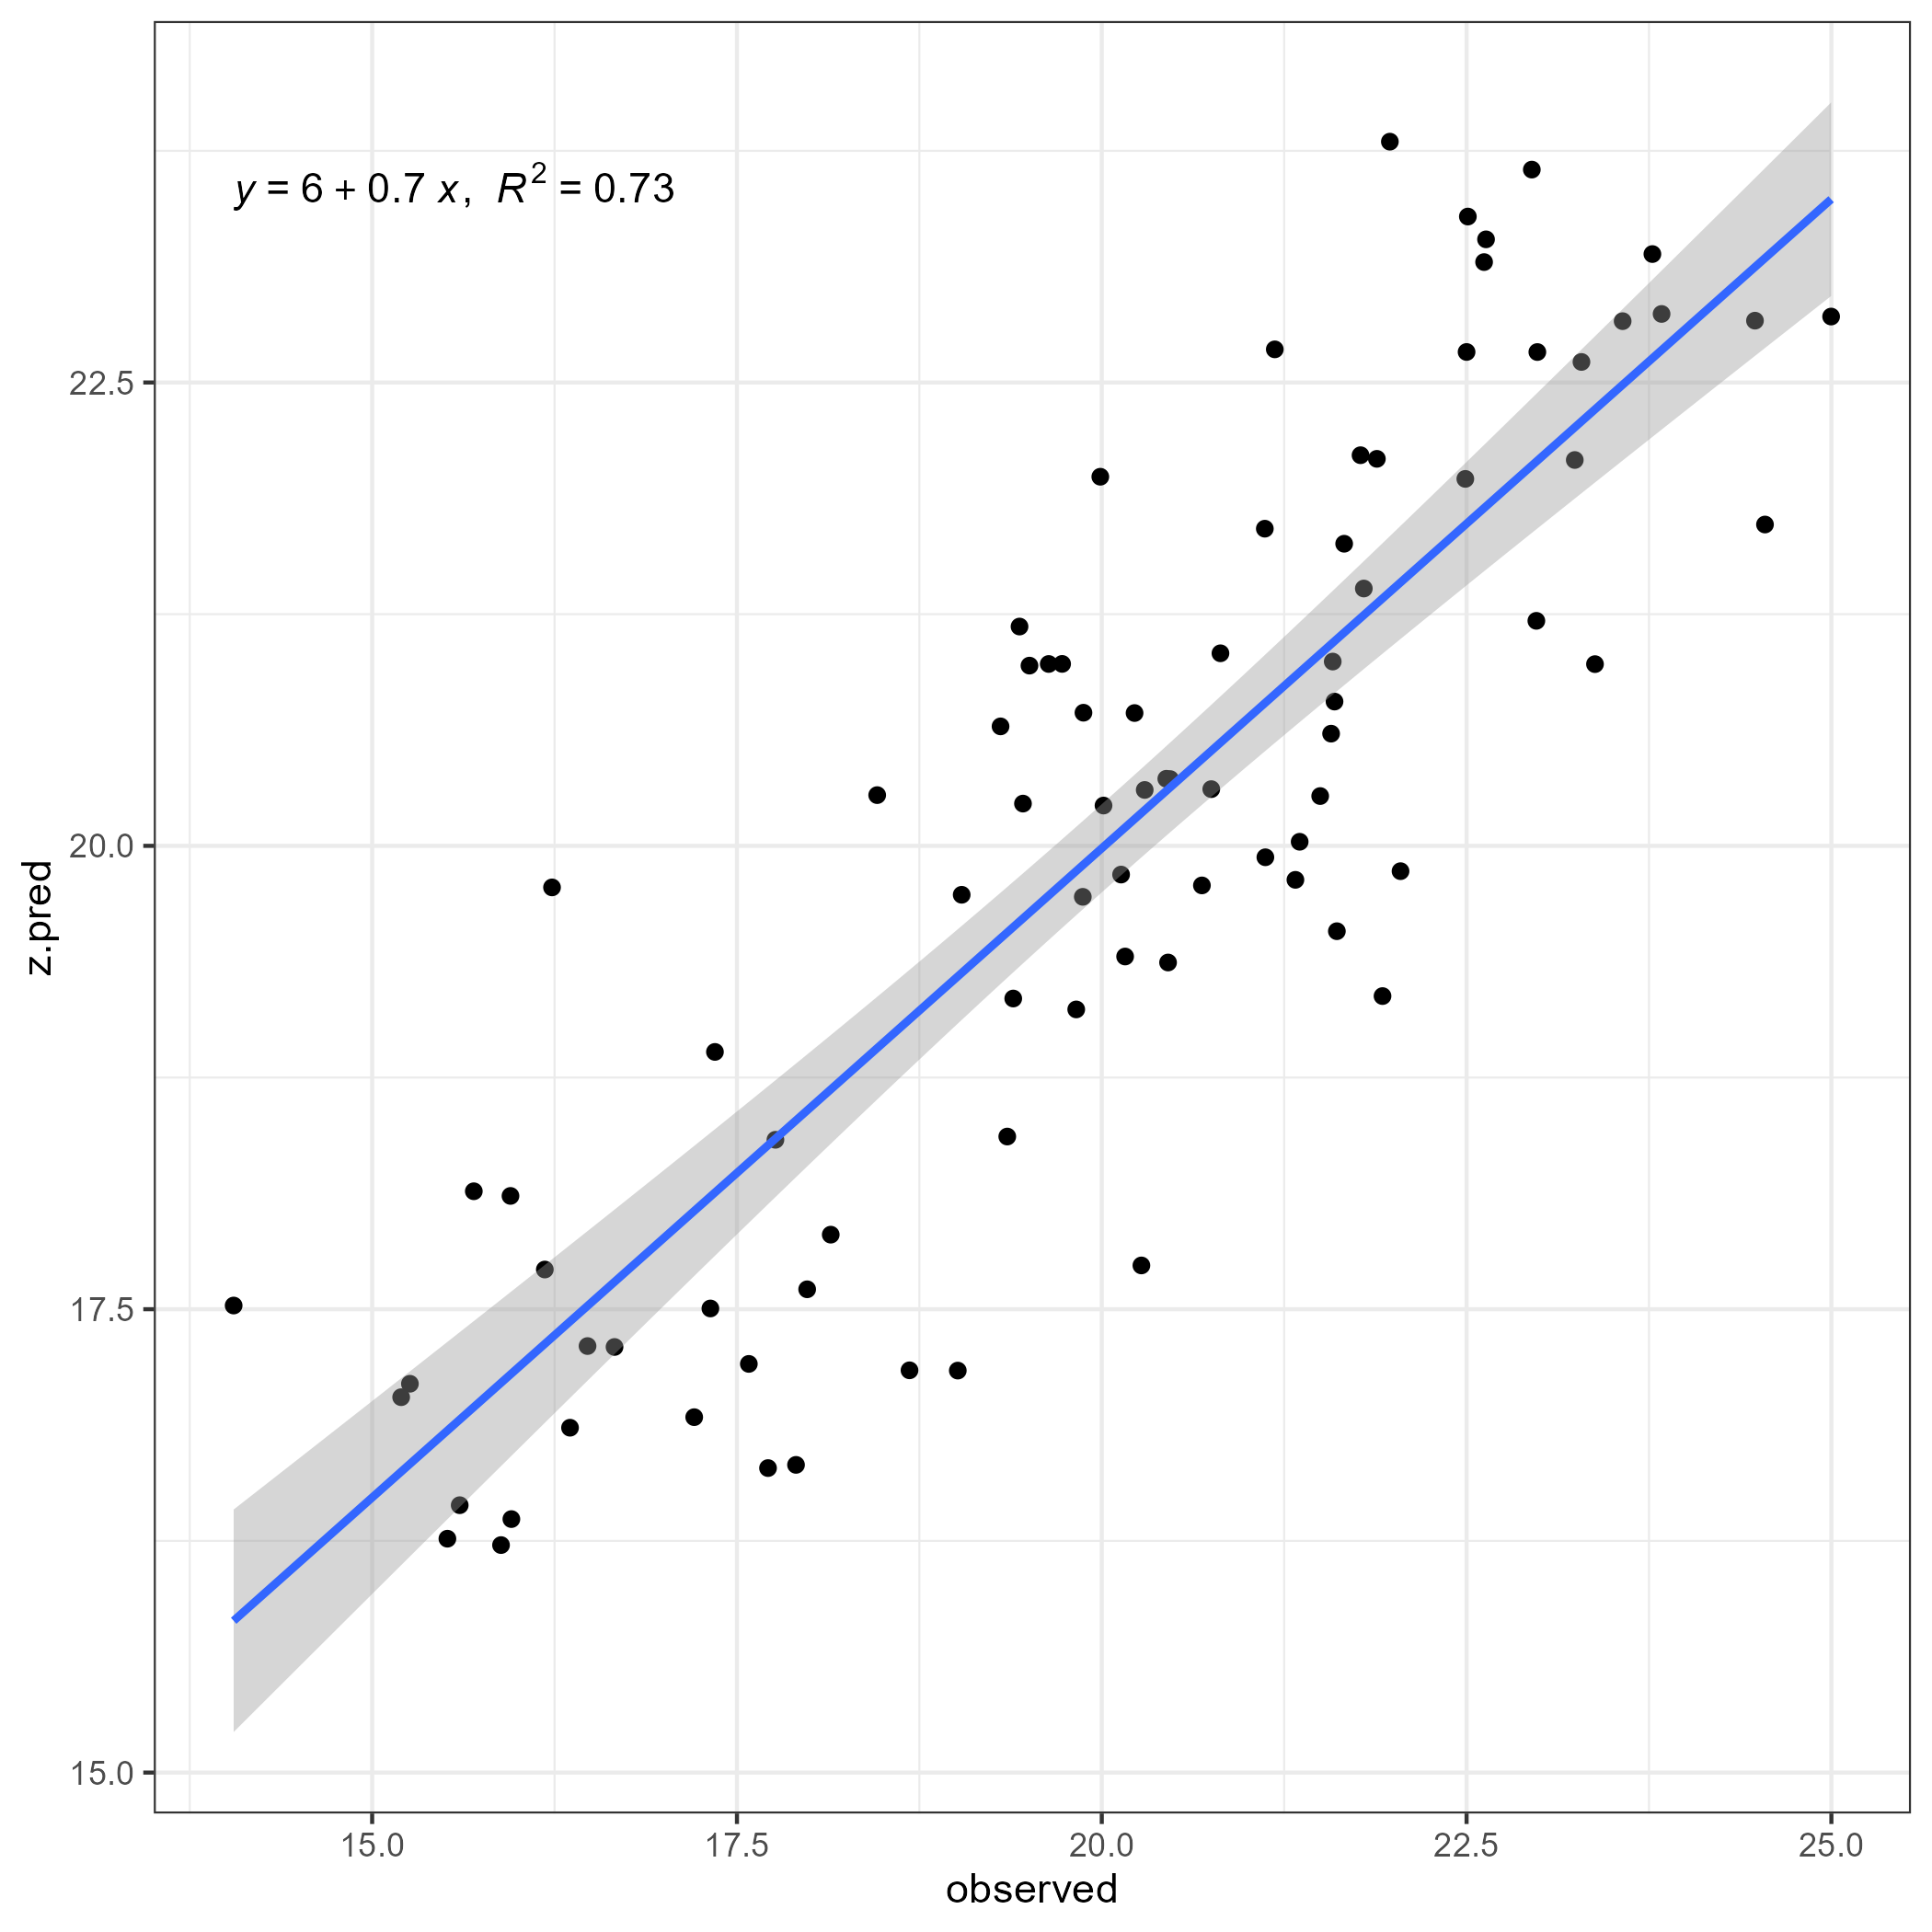 y = 6 + 0.7 x, R² = 0.73
z.pred
22.5
20.0
17.5
15.0
15.0 17.5 20.0 22.5 25.0
observed